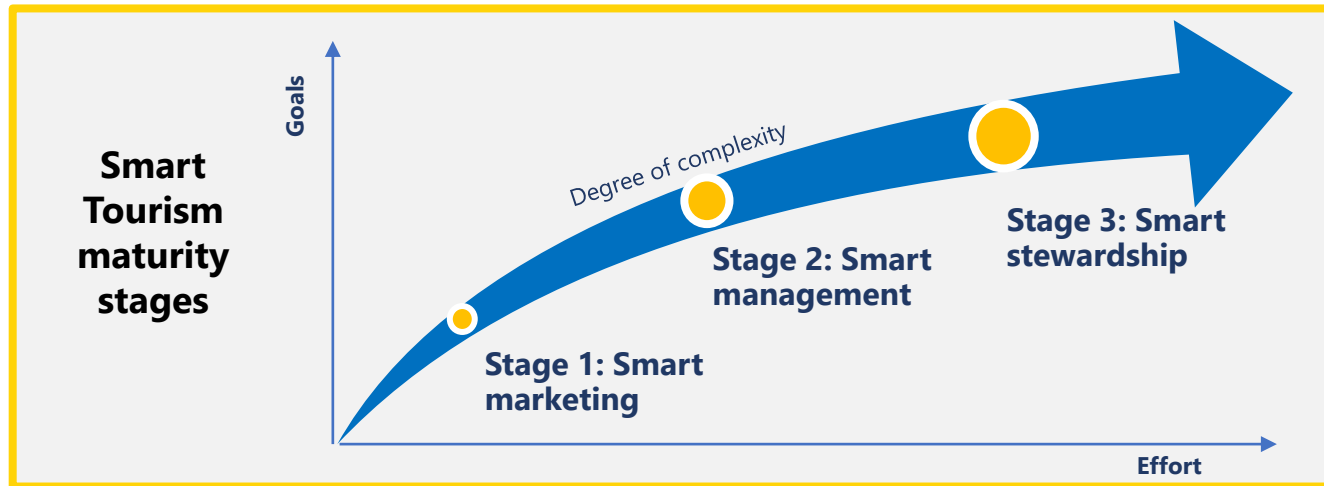 Smart
Tourism
maturity
stages
Goals
Degree of complexity
Stage 1: Smart
marketing
Stage 2: Smart
management
Stage 3: Smart
stewardship
Effort